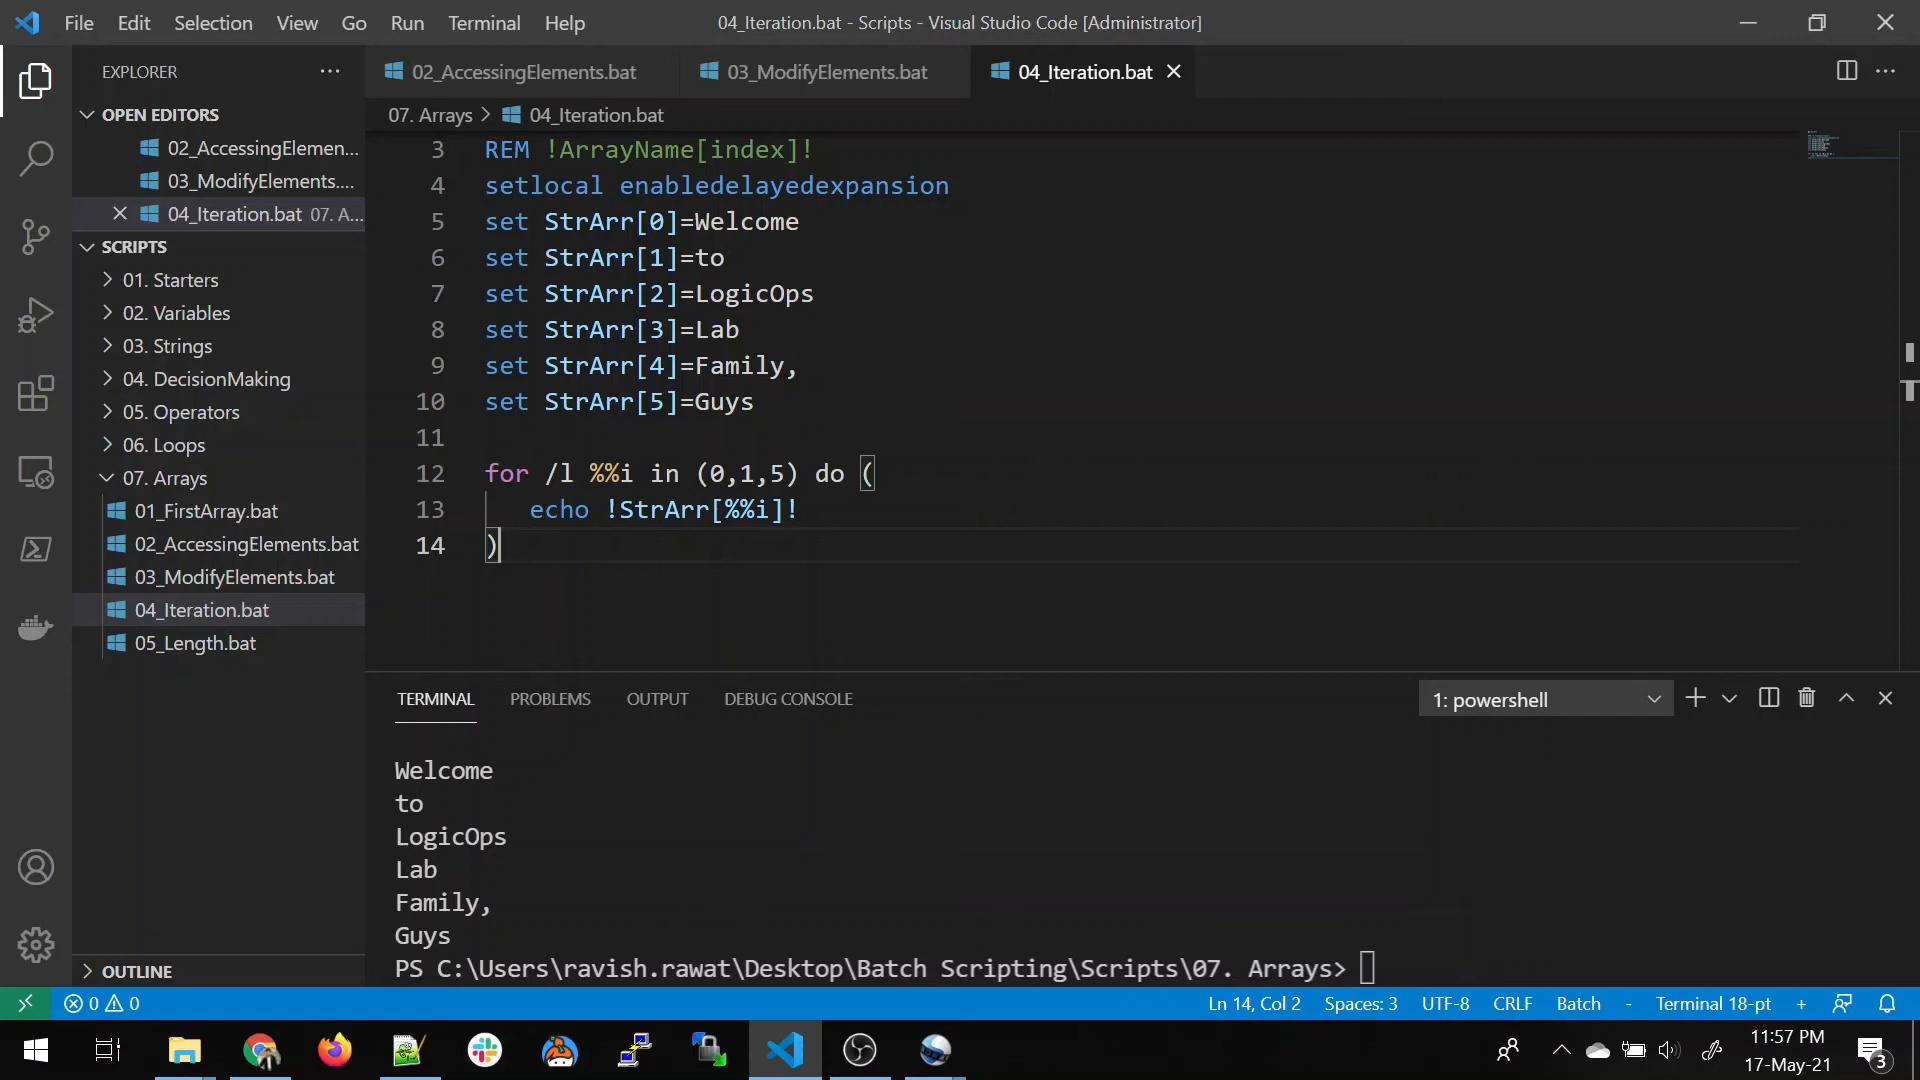 File Edit Selection View Go Run Terminal Help
04_Iteration.bat - Scripts - Visual Studio Code [Administrator]
EXPLORER
OPEN EDITORS
02_AccessingElemen...
03_ModifyElements....
04_Iteration.bat 07. A...
SCRIPTS
01. Starters
02. Variables
03. Strings
04. DecisionMaking
05. Operators
06. Loops
07. Arrays
01_FirstArray.bat
02_AccessingElements.bat
03_ModifyElements.bat
04_Iteration.bat
05_Length.bat
OUTLINE
02_AccessingElements.bat 03_ModifyElements.bat 04_Iteration.bat
07. Arrays > 04_Iteration.bat
3 REM !ArrayName[index]!
4 setlocal enabledelayedexpansion
5 set StrArr[0]=Welcome
6 set StrArr[1]=to
7 set StrArr[2]=LogicOps
8 set StrArr[3]=Lab
9 set StrArr[4]=Family,
10 set StrArr[5]=Guys
11
12 for /l %%i in (0,1,5) do (
13 echo !StrArr[%%i]!
14 )
TERMINAL PROBLEMS OUTPUT DEBUG CONSOLE
1: powershell
Welcome
to
LogicOps
Lab
Family,
Guys
PS C:\Users\ravish.rawat\Desktop\Batch Scripting\Scripts\07. Arrays>
0 0
Ln 14, Col 2 Spaces: 3 UTF-8 CRLF Batch - Terminal 18-pt +
11:57 PM
17-May-21
3